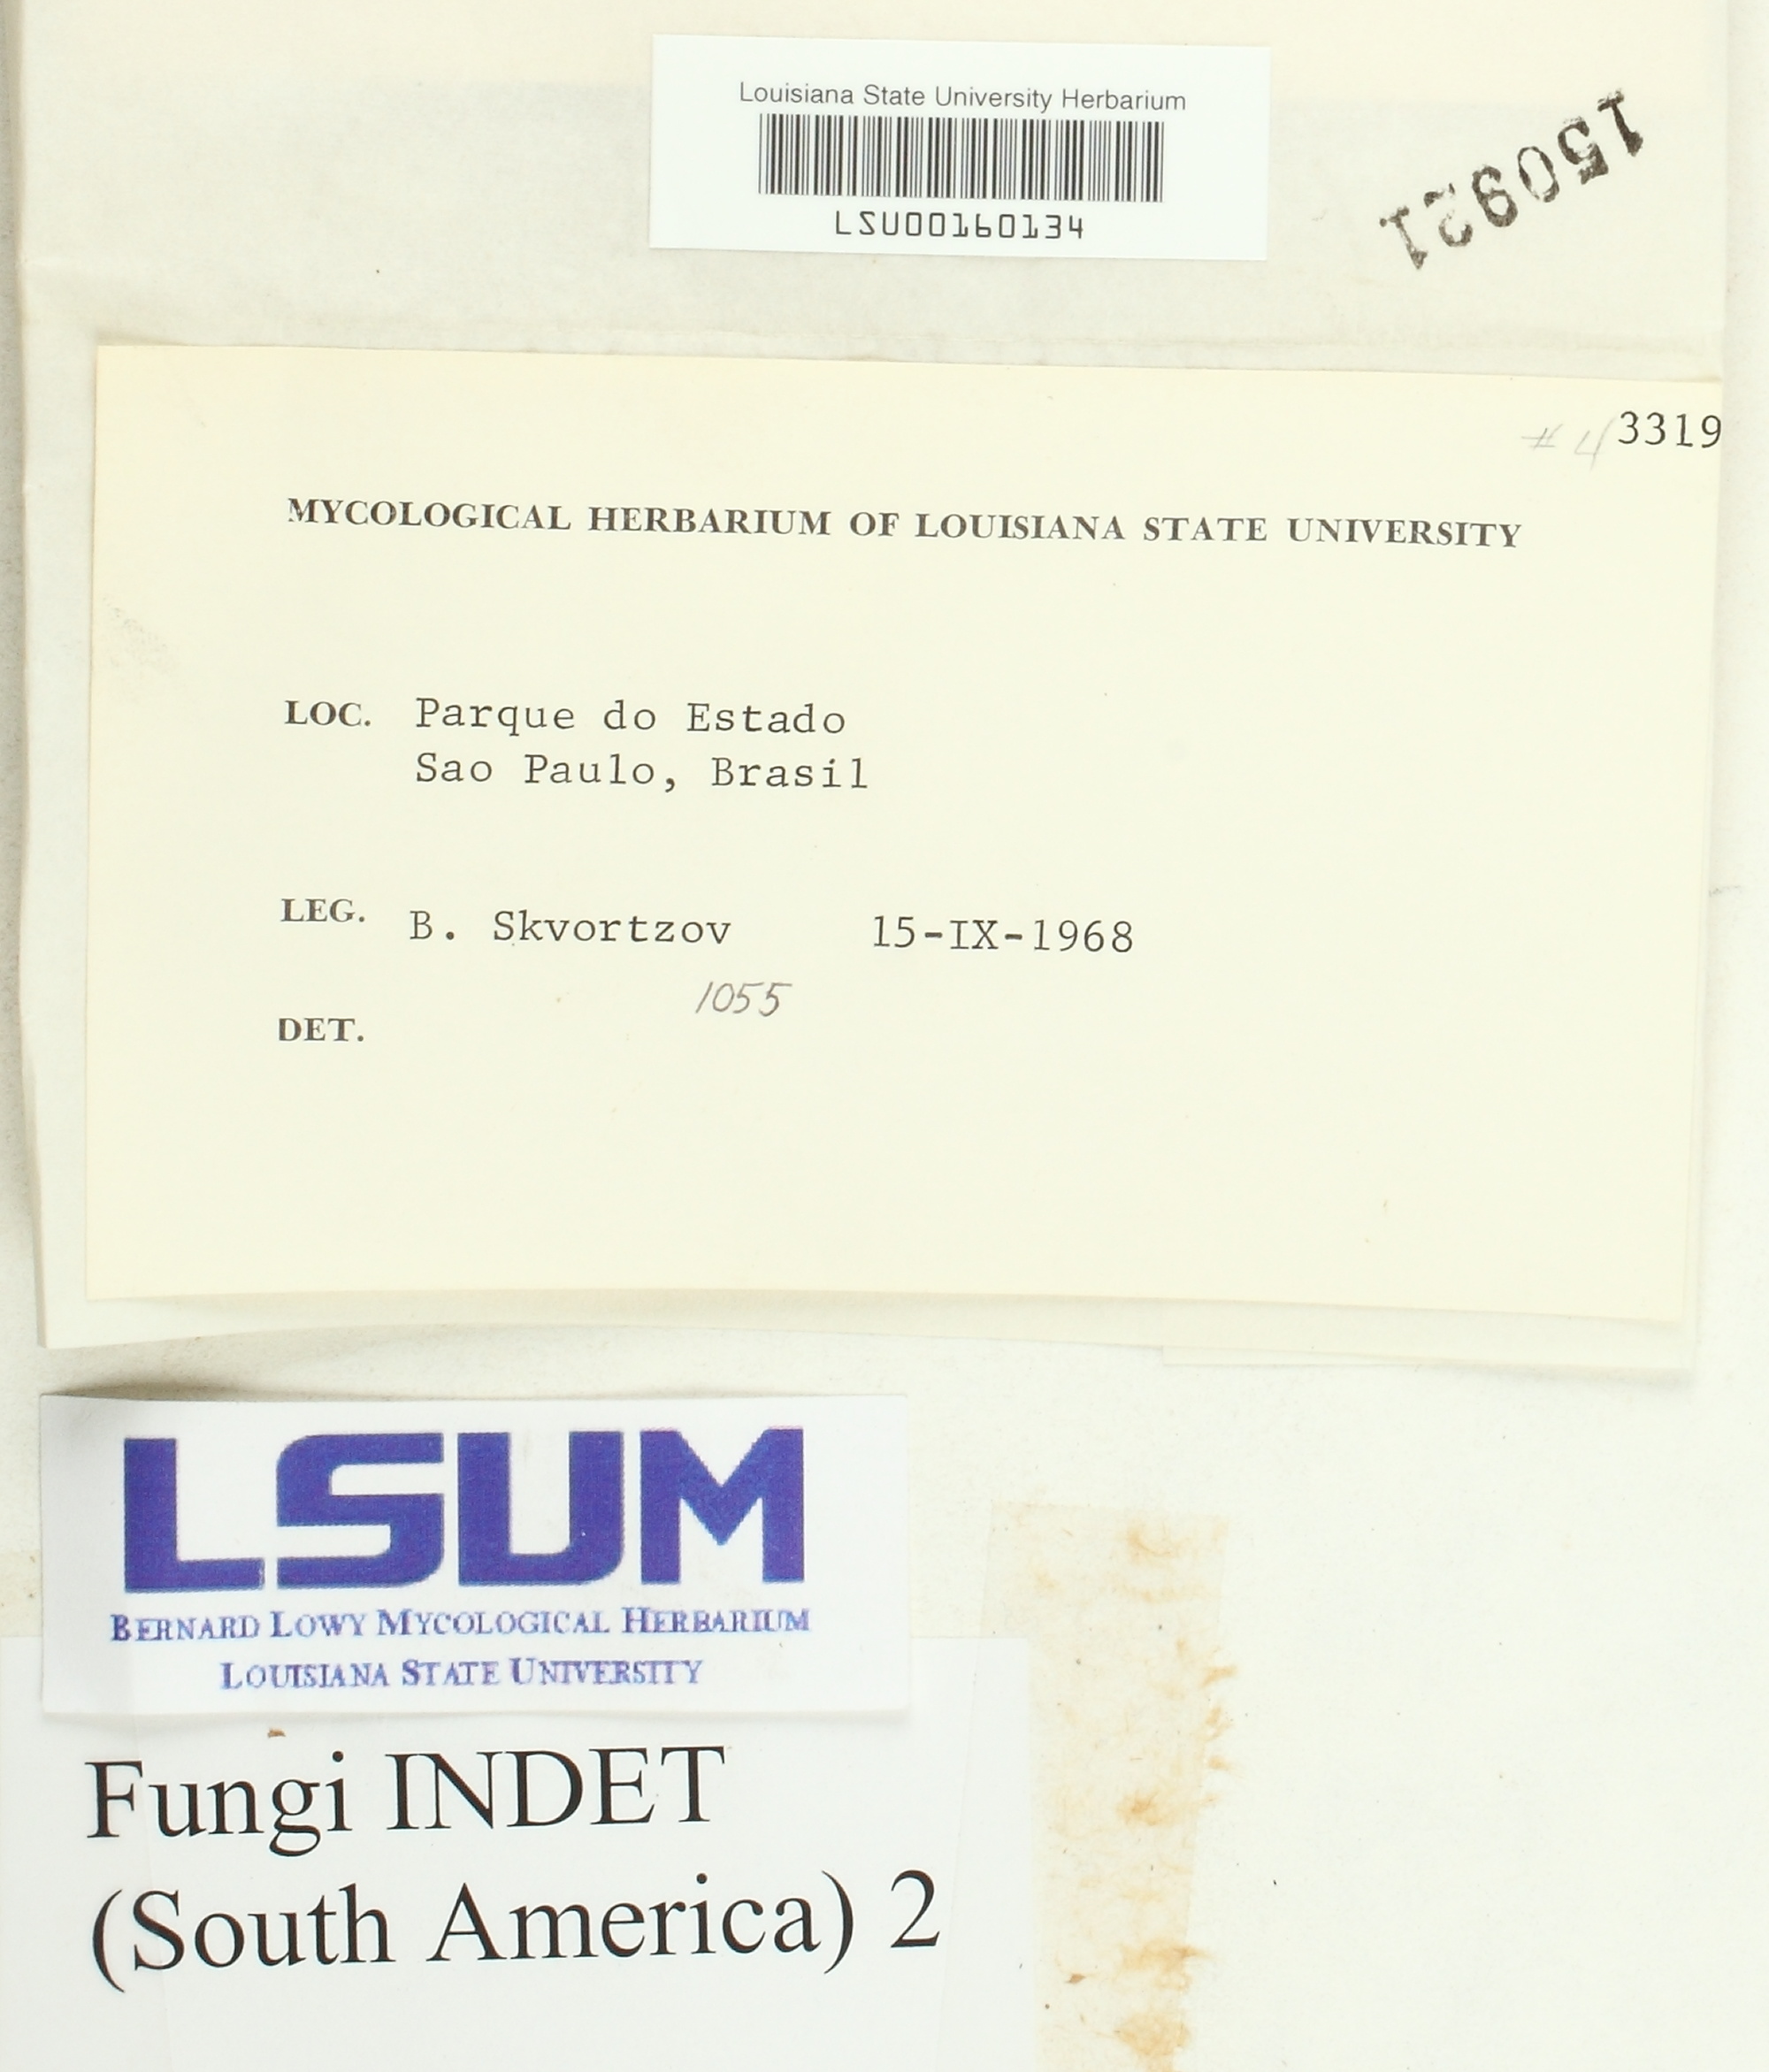 Louisiana State University Herbarium
LSU00160134
150921
# 4 3319
MYCOLOGICAL HERBARIUM OF LOUISIANA STATE UNIVERSITY
LOC. Parque do Estado
Sao Paulo, Brasil
LEG. B. Skvortzov 15-IX-1968
1055
DET.
LSUM
BERNARD LOWY MYCOLOGICAL HERBARIUM
LOUISIANA STATE UNIVERSITY
Fungi INDET
(South America) 2